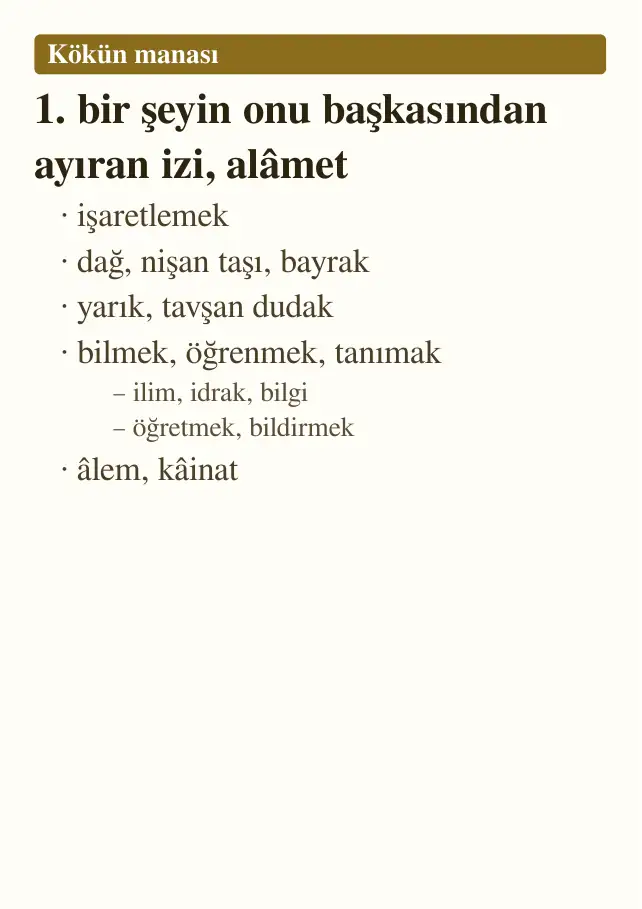 Kökün manası
1. bir şeyin onu başkasından
ayıran izi, alâmet
· işaretlemek
· dağ, nişan taşı, bayrak
· yarık, tavşan dudak
· bilmek, öğrenmek, tanımak
– ilim, idrak, bilgi
– öğretmek, bildirmek
· âlem, kâinat